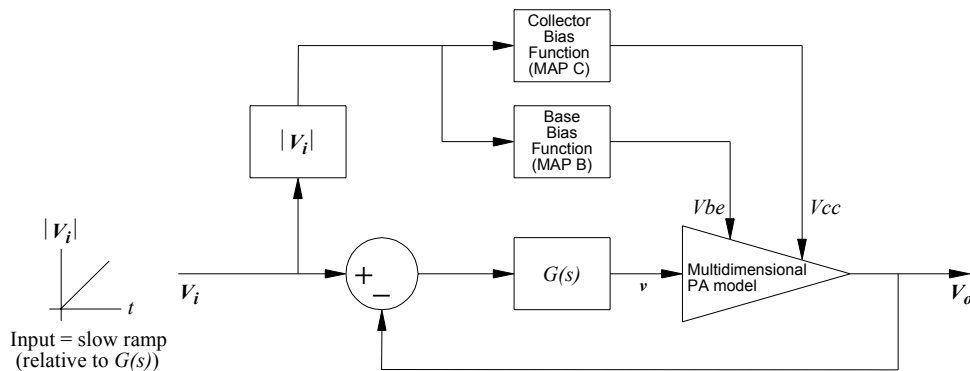 Collector
Bias
Function
(MAP C)
|Vi|
Base
Bias
Function
(MAP B)
Vbe
Vcc
|Vi|
t
Input = slow ramp
(relative to G(s))
Vi
+
−
G(s)
v
Multidimensional
PA model
Vo